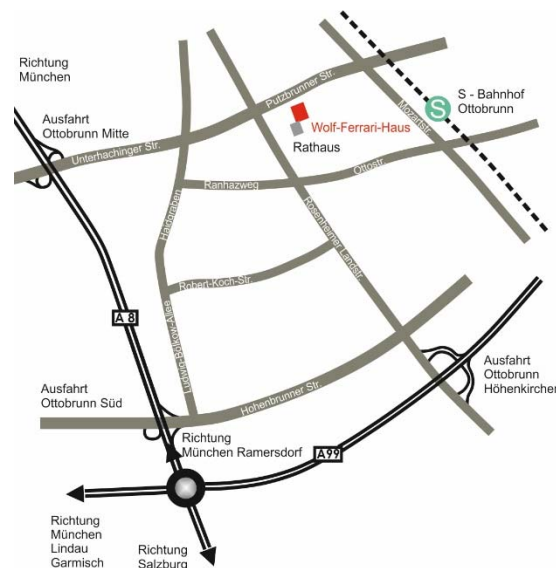 Richtung
München
Ausfahrt
Ottobrunn Mitte
Unterhachinger Str.
Putzbrunner Str.
Wolf-Ferrari-Haus
Rathaus
Mozartstr.
S
S - Bahnhof
Ottobrunn
Haidgraben
Ranhazweg
Ottostr.
Rosenheimer Landstr.
Robert-Koch-Str.
A 8
Ludwig-Bölkow-Allee
Ausfahrt
Ottobrunn Süd
Hohenbrunner Str.
Ausfahrt
Ottobrunn
Höhenkirchen
Richtung
München Ramersdorf
A99
Richtung
München
Lindau
Garmisch
Richtung
Salzburg